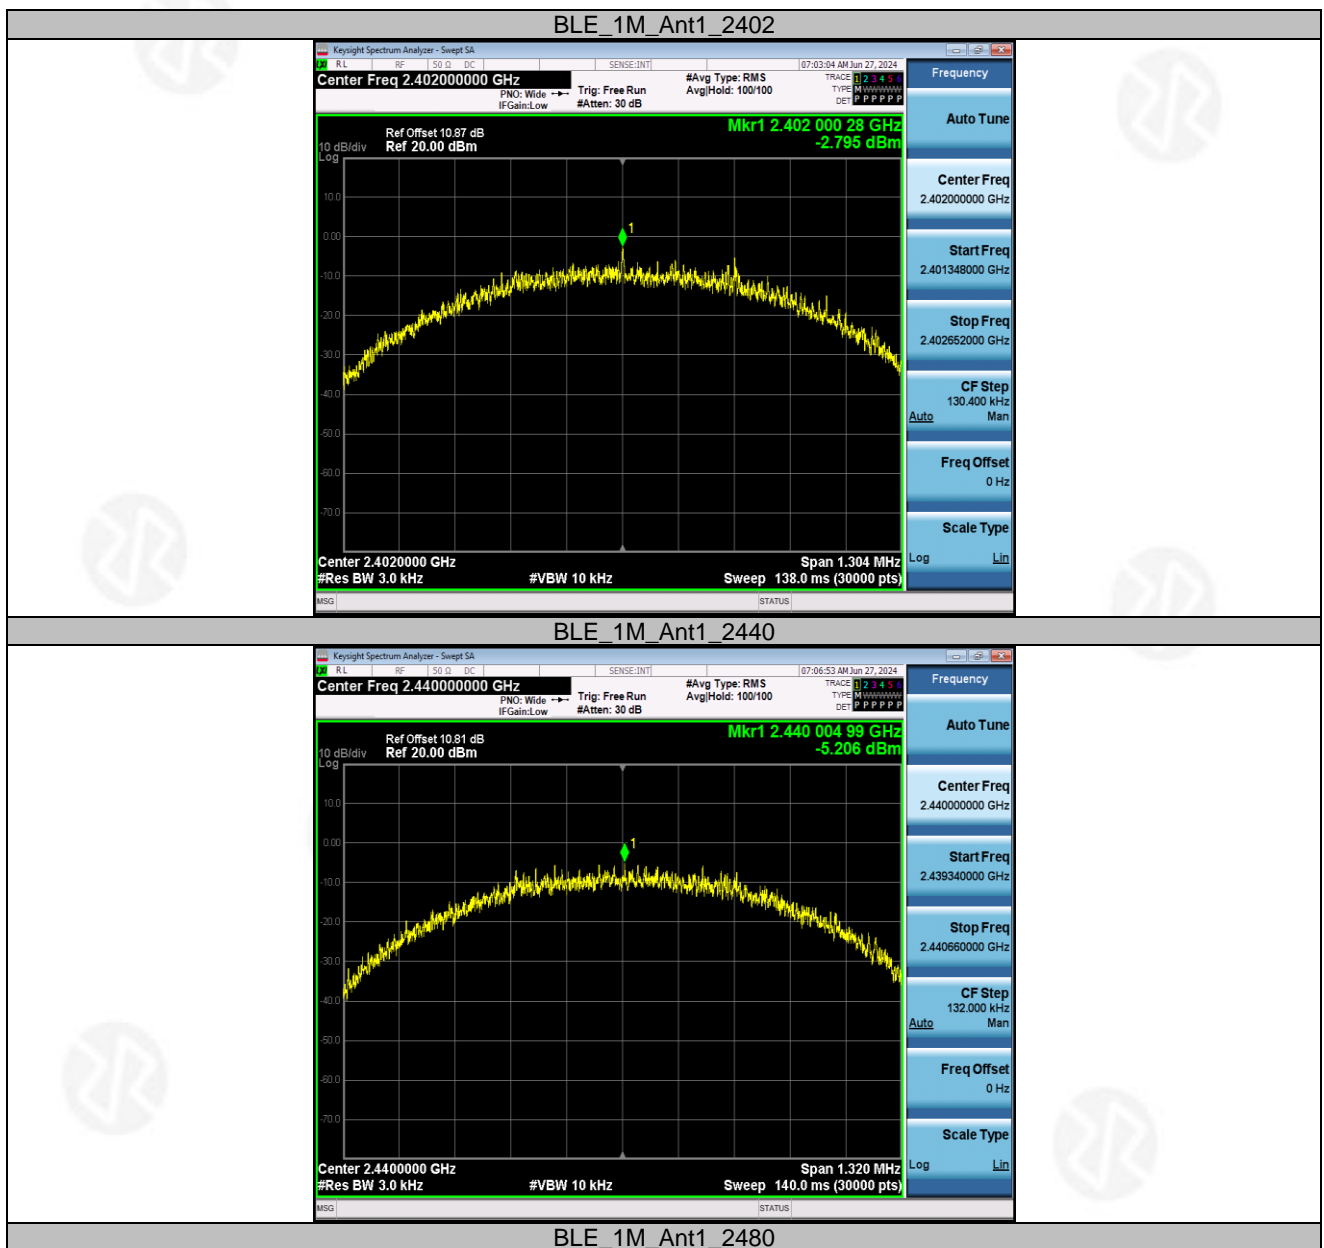 BLE_1M_Ant1_2402
Keysight Spectrum Analyzer - Swept SA
RL RF 50 Ω DC SENSE:INT 07:03:04 AM Jun 27, 2024
Center Freq 2.402000000 GHz
PNO: Wide
IFGain:Low
Trig: Free Run
#Atten: 30 dB
#Avg Type: RMS
Avg|Hold: 100/100
TRACE 1 2 3 4 5 6
TYPE M WWWWW
DET P P P P P P
Ref Offset 10.87 dB
10 dB/div Ref 20.00 dBm
Log
Mkr1 2.402 000 28 GHz
-2.795 dBm
1
10.0
0.00
-10.0
-20.0
-30.0
-40.0
-50.0
-60.0
-70.0
Center 2.4020000 GHz Span 1.304 MHz
#Res BW 3.0 kHz #VBW 10 kHz Sweep 138.0 ms (30000 pts)
MSG STATUS
Frequency
Auto Tune
Center Freq
2.402000000 GHz
Start Freq
2.401348000 GHz
Stop Freq
2.402652000 GHz
CF Step
130.400 kHz
Auto Man
Freq Offset
0 Hz
Scale Type
Log Lin
BLE_1M_Ant1_2440
Keysight Spectrum Analyzer - Swept SA
RL RF 50 Ω DC SENSE:INT 07:06:53 AM Jun 27, 2024
Center Freq 2.440000000 GHz
PNO: Wide
IFGain:Low
Trig: Free Run
#Atten: 30 dB
#Avg Type: RMS
Avg|Hold: 100/100
TRACE 1 2 3 4 5 6
TYPE M WWWWW
DET P P P P P P
Ref Offset 10.81 dB
10 dB/div Ref 20.00 dBm
Log
Mkr1 2.440 004 99 GHz
-5.206 dBm
1
10.0
0.00
-10.0
-20.0
-30.0
-40.0
-50.0
-60.0
-70.0
Center 2.4400000 GHz Span 1.320 MHz
#Res BW 3.0 kHz #VBW 10 kHz Sweep 140.0 ms (30000 pts)
MSG STATUS
Frequency
Auto Tune
Center Freq
2.440000000 GHz
Start Freq
2.439340000 GHz
Stop Freq
2.440660000 GHz
CF Step
132.000 kHz
Auto Man
Freq Offset
0 Hz
Scale Type
Log Lin
BLE_1M_Ant1_2480